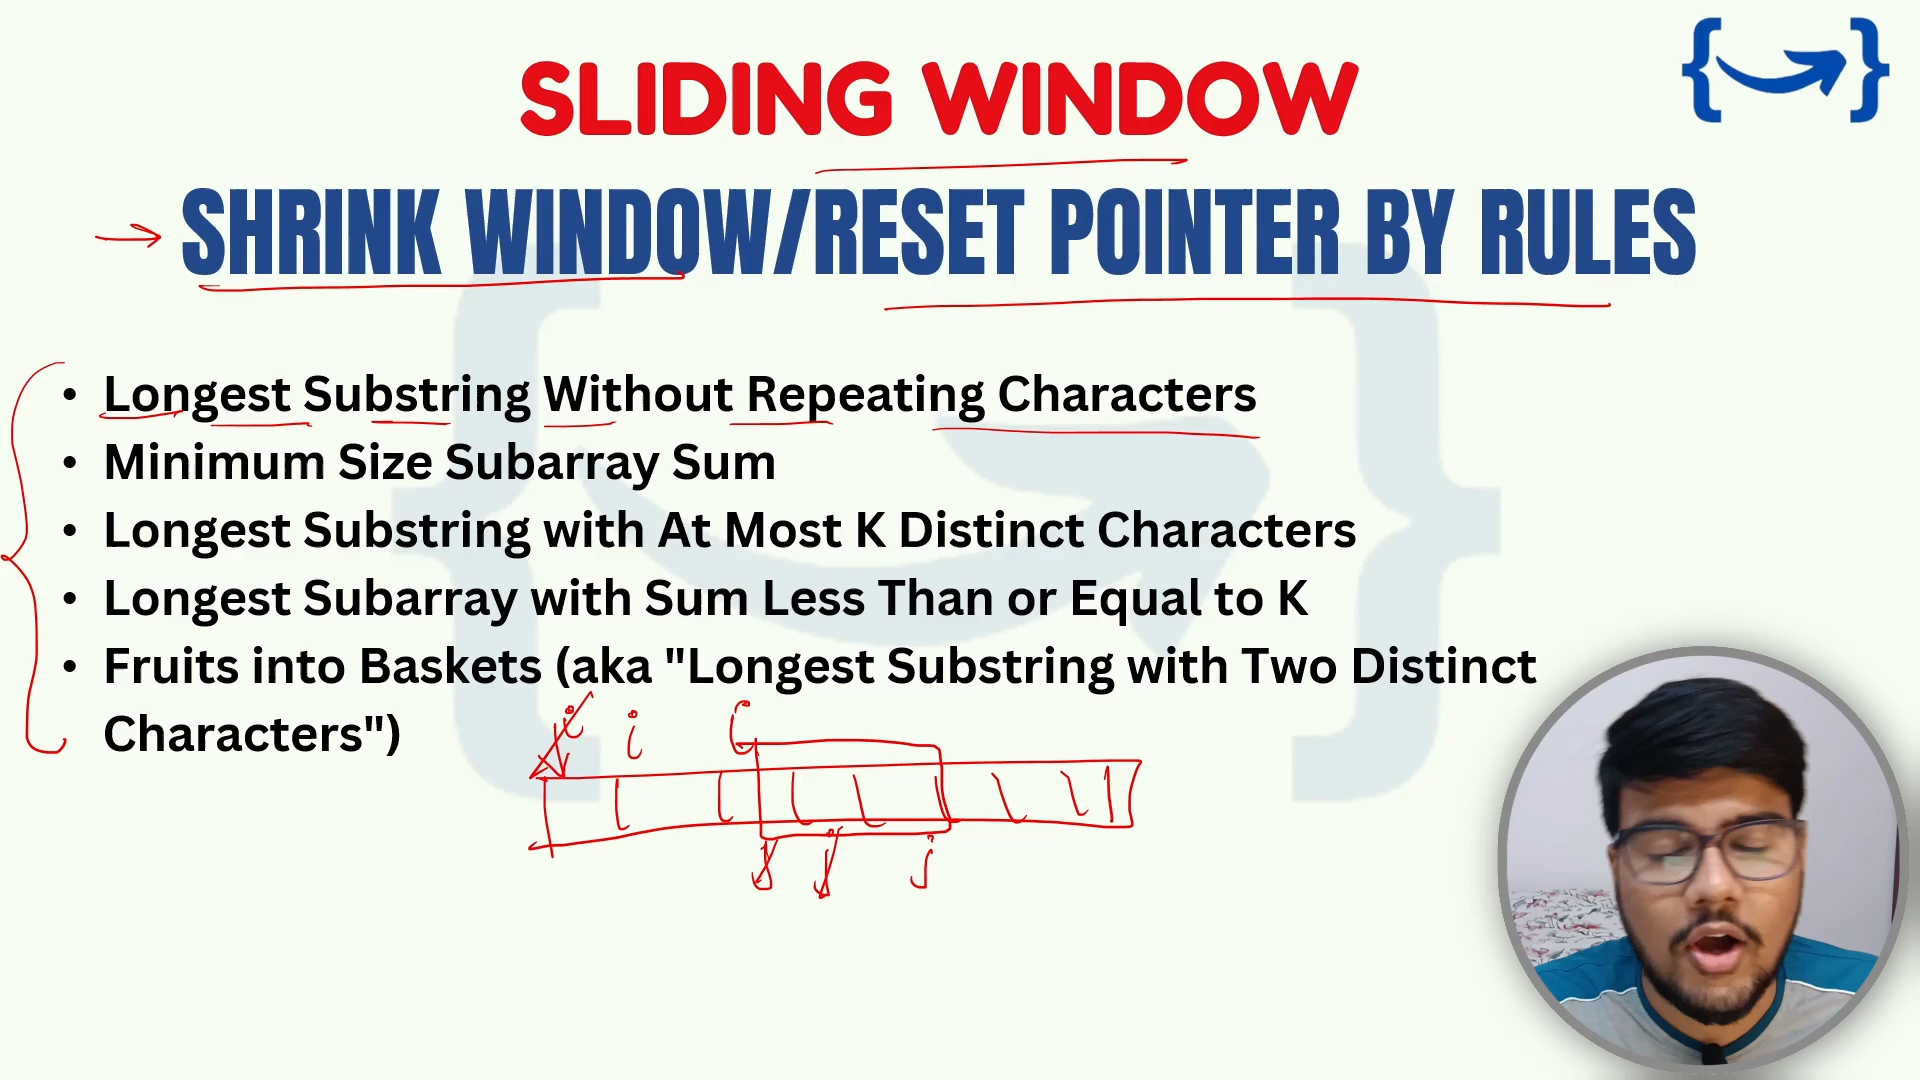 SLIDING WINDOW
SHRINK WINDOW/RESET POINTER BY RULES
• Longest Substring Without Repeating Characters
• Minimum Size Subarray Sum
• Longest Substring with At Most K Distinct Characters
• Longest Subarray with Sum Less Than or Equal to K
• Fruits into Baskets (aka "Longest Substring with Two Distinct
Characters")
i i i
j j j